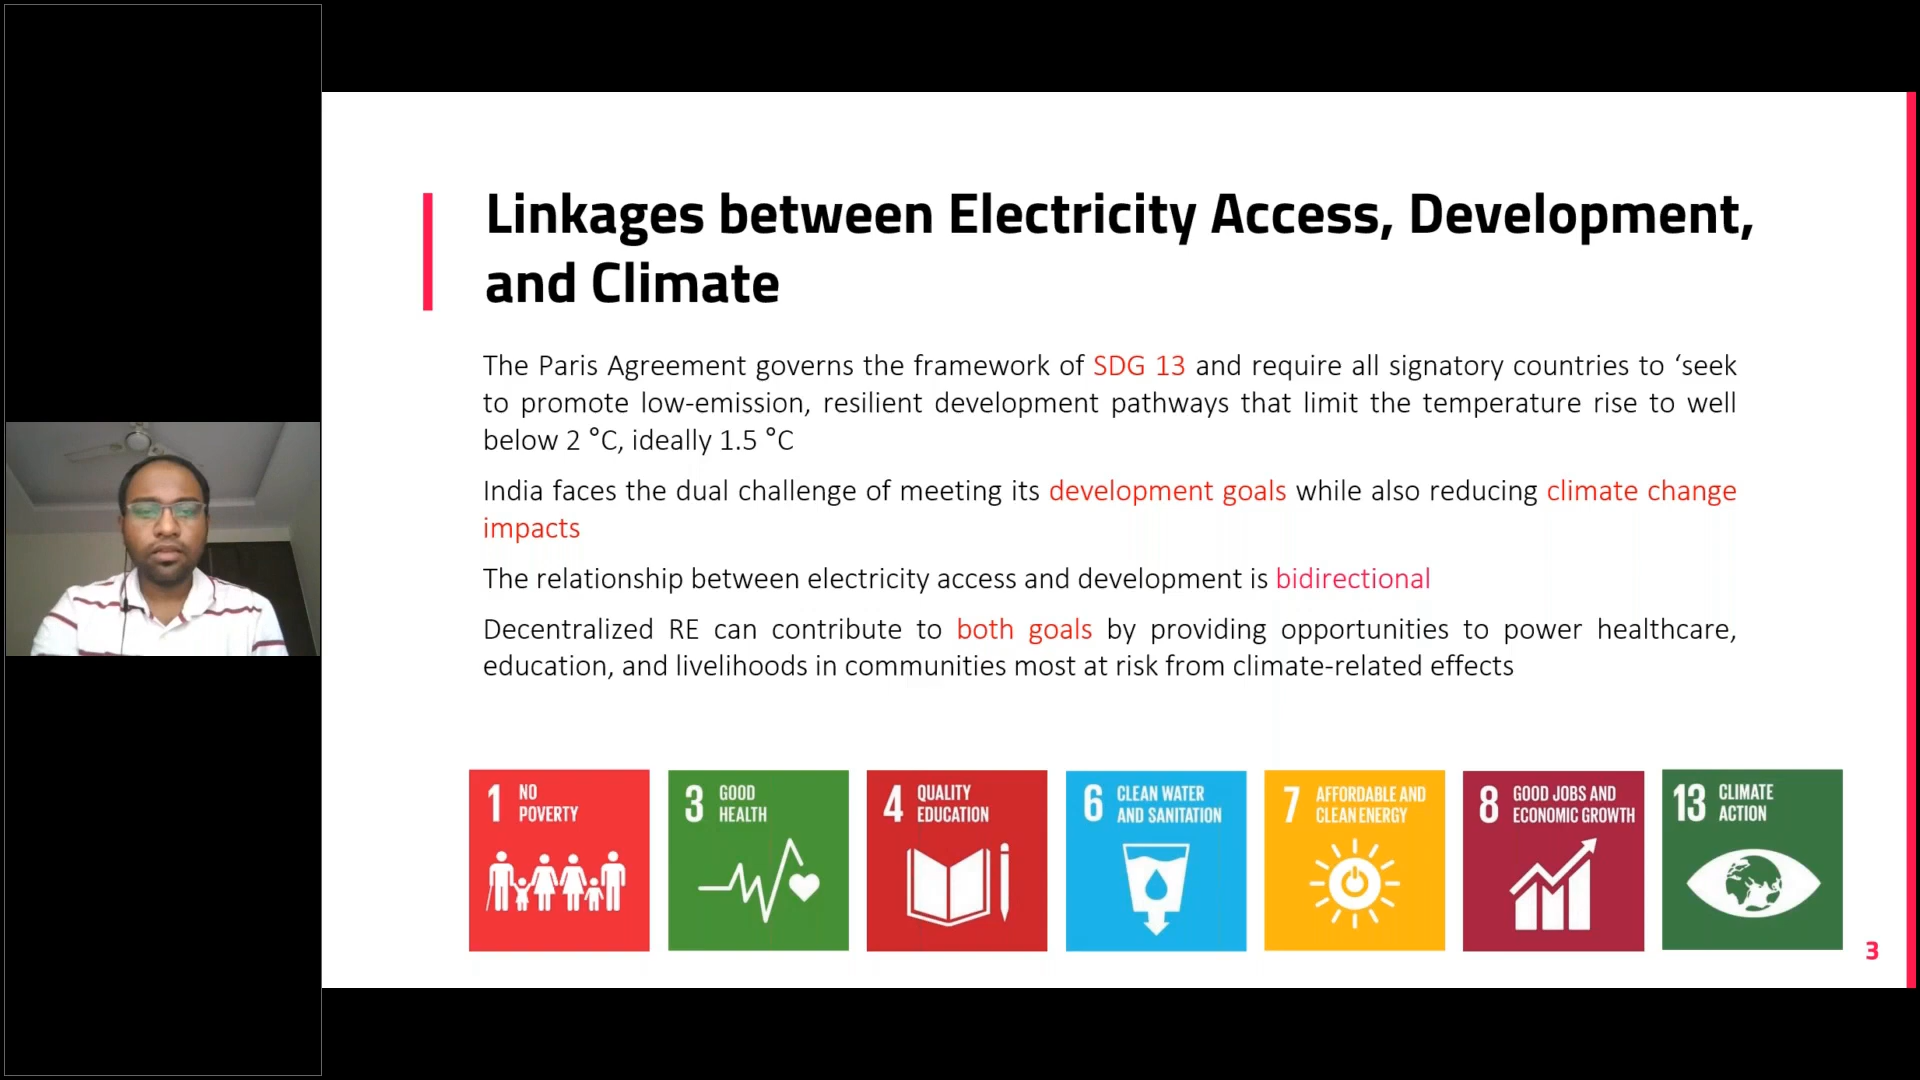 Linkages between Electricity Access, Development,
and Climate
The Paris Agreement governs the framework of SDG 13 and require all signatory countries to ‘seek
to promote low-emission, resilient development pathways that limit the temperature rise to well
below 2 °C, ideally 1.5 °C
India faces the dual challenge of meeting its development goals while also reducing climate change
impacts
The relationship between electricity access and development is bidirectional
Decentralized RE can contribute to both goals by providing opportunities to power healthcare,
education, and livelihoods in communities most at risk from climate-related effects
1 NO
POVERTY
3 GOOD
HEALTH
4 QUALITY
EDUCATION
6 CLEAN WATER
AND SANITATION
7 AFFORDABLE AND
CLEAN ENERGY
8 GOOD JOBS AND
ECONOMIC GROWTH
13 CLIMATE
ACTION
3